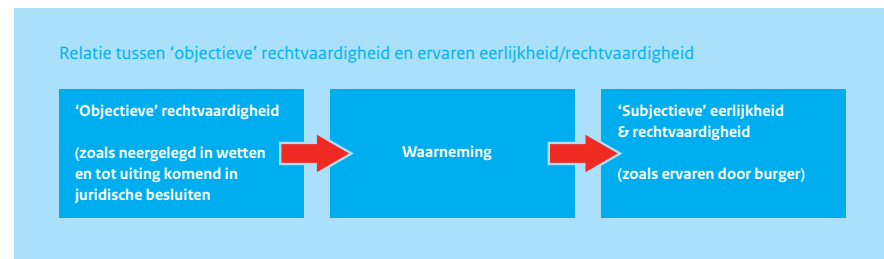 Relatie tussen ‘objectieve’ rechtvaardigheid en ervaren eerlijkheid/rechtvaardigheid
‘Objectieve’ rechtvaardigheid
(zoals neergelegd in wetten
en tot uiting komend in
juridische besluiten
Waarneming
‘Subjectieve’ eerlijkheid
& rechtvaardigheid
(zoals ervaren door burger)